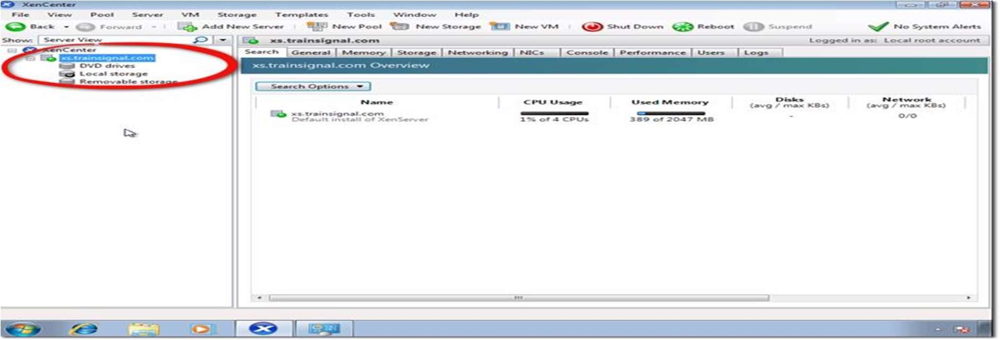 XenCenter
File View Pool Server VM Storage Templates Tools Window Help
Back Forward Add New Server New Pool New Storage New VM Shut Down Reboot Suspend No System Alerts
Show: Server View
xs.trainsignal.com Logged in as: Local root account
XenCenter
xs.trainsignal.com
DVD drives
Local storage
Removable storage
Search General Memory Storage Networking NICs Console Performance Users Logs
xs.trainsignal.com Overview
Search Options
Name CPU Usage Used Memory Disks (avg / max KBs) Network (avg / max KBs)
xs.trainsignal.com
Default install of XenServer 1% of 4 CPUs 389 of 2047 MB - 0/0